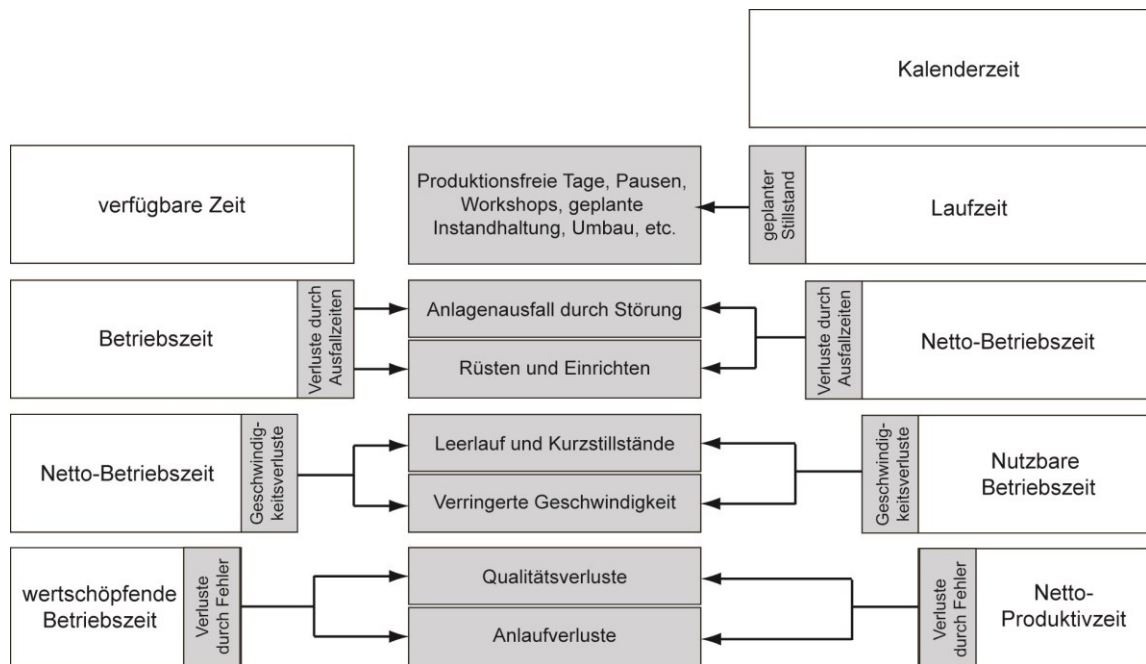 Kalenderzeit
verfügbare Zeit
Produktionsfreie Tage, Pausen,
Workshops, geplante
Instandhaltung, Umbau, etc.
geplanter
Stillstand
Laufzeit
Betriebszeit
Verluste durch
Ausfallzeiten
Anlagenausfall durch Störung
Rüsten und Einrichten
Verluste durch
Ausfallzeiten
Netto-Betriebszeit
Netto-Betriebszeit
Geschwindig-
keitsverluste
Leerlauf und Kurzstillstände
Verringerte Geschwindigkeit
Geschwindig-
keitsverluste
Nutzbare
Betriebszeit
wertschöpfende
Betriebszeit
Verluste
durch Fehler
Qualitätsverluste
Anlaufverluste
Verluste
durch Fehler
Netto-
Produktivzeit